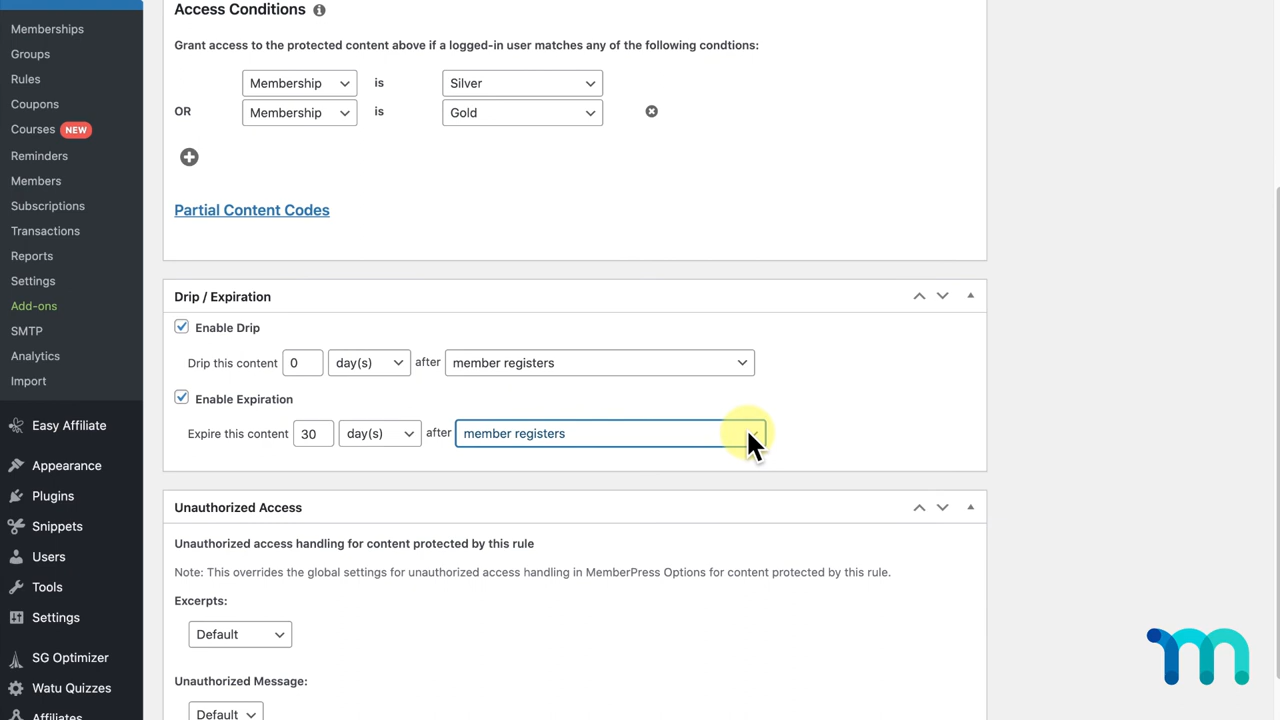 Memberships
Groups
Rules
Coupons
Courses NEW
Reminders
Members
Subscriptions
Transactions
Reports
Settings
Add-ons
SMTP
Analytics
Import
Easy Affiliate
Appearance
Plugins
Snippets
Users
Tools
Settings
SG Optimizer
Watu Quizzes
Affiliates
Access Conditions
Grant access to the protected content above if a logged-in user matches any of the following condtions:
Membership is Silver
OR Membership is Gold
Partial Content Codes
Drip / Expiration
Enable Drip
Drip this content 0 day(s) after member registers
Enable Expiration
Expire this content 30 day(s) after member registers
Unauthorized Access
Unauthorized access handling for content protected by this rule
Note: This overrides the global settings for unauthorized access handling in MemberPress Options for content protected by this rule.
Excerpts:
Default
Unauthorized Message:
Default
m